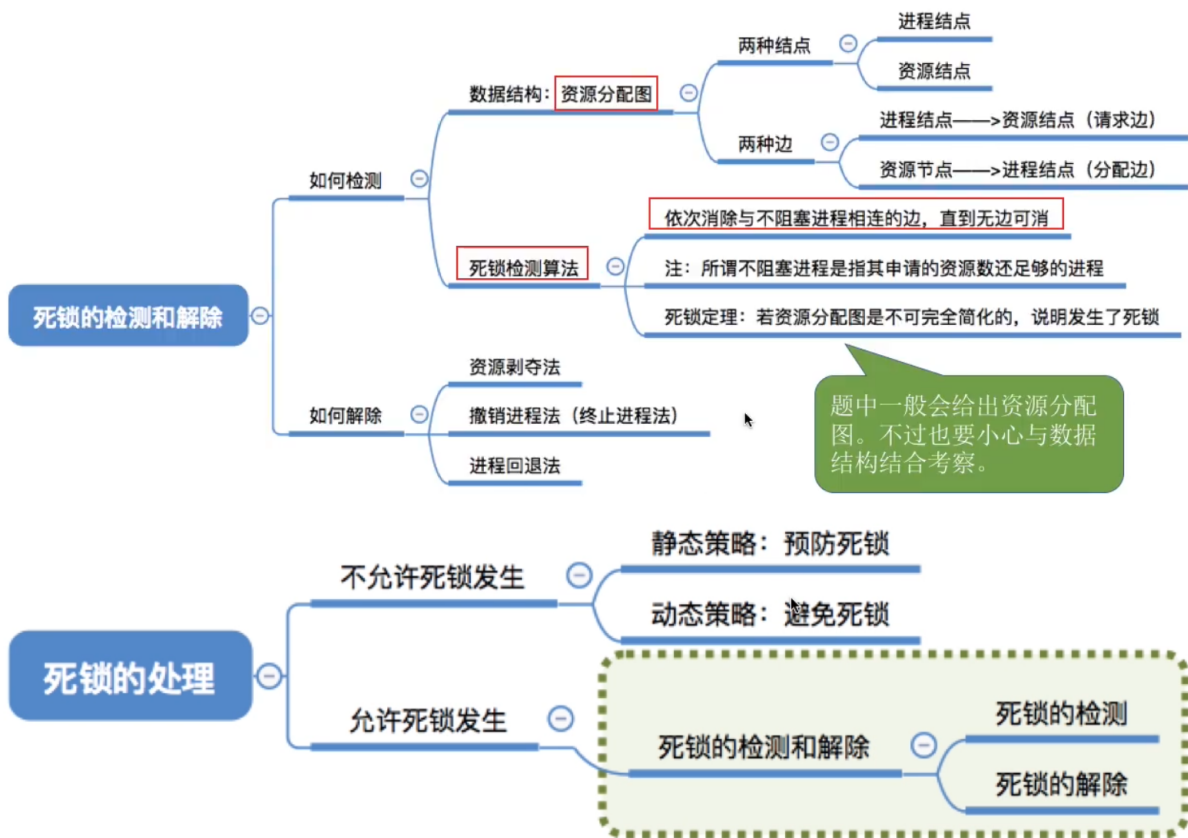 死锁的检测和解除
如何检测
数据结构：资源分配图
两种结点
进程结点
资源结点
两种边
进程结点——>资源结点（请求边）
资源节点——>进程结点（分配边）
死锁检测算法
依次消除与不阻塞进程相连的边，直到无边可消
注：所谓不阻塞进程是指其申请的资源数还足够的进程
死锁定理：若资源分配图是不可完全简化的，说明发生了死锁
题中一般会给出资源分配
图。不过也要小心与数据
结构结合考察。
如何解除
资源剥夺法
撤销进程法（终止进程法）
进程回退法
死锁的处理
不允许死锁发生
静态策略：预防死锁
动态策略：避免死锁
允许死锁发生
死锁的检测和解除
死锁的检测
死锁的解除